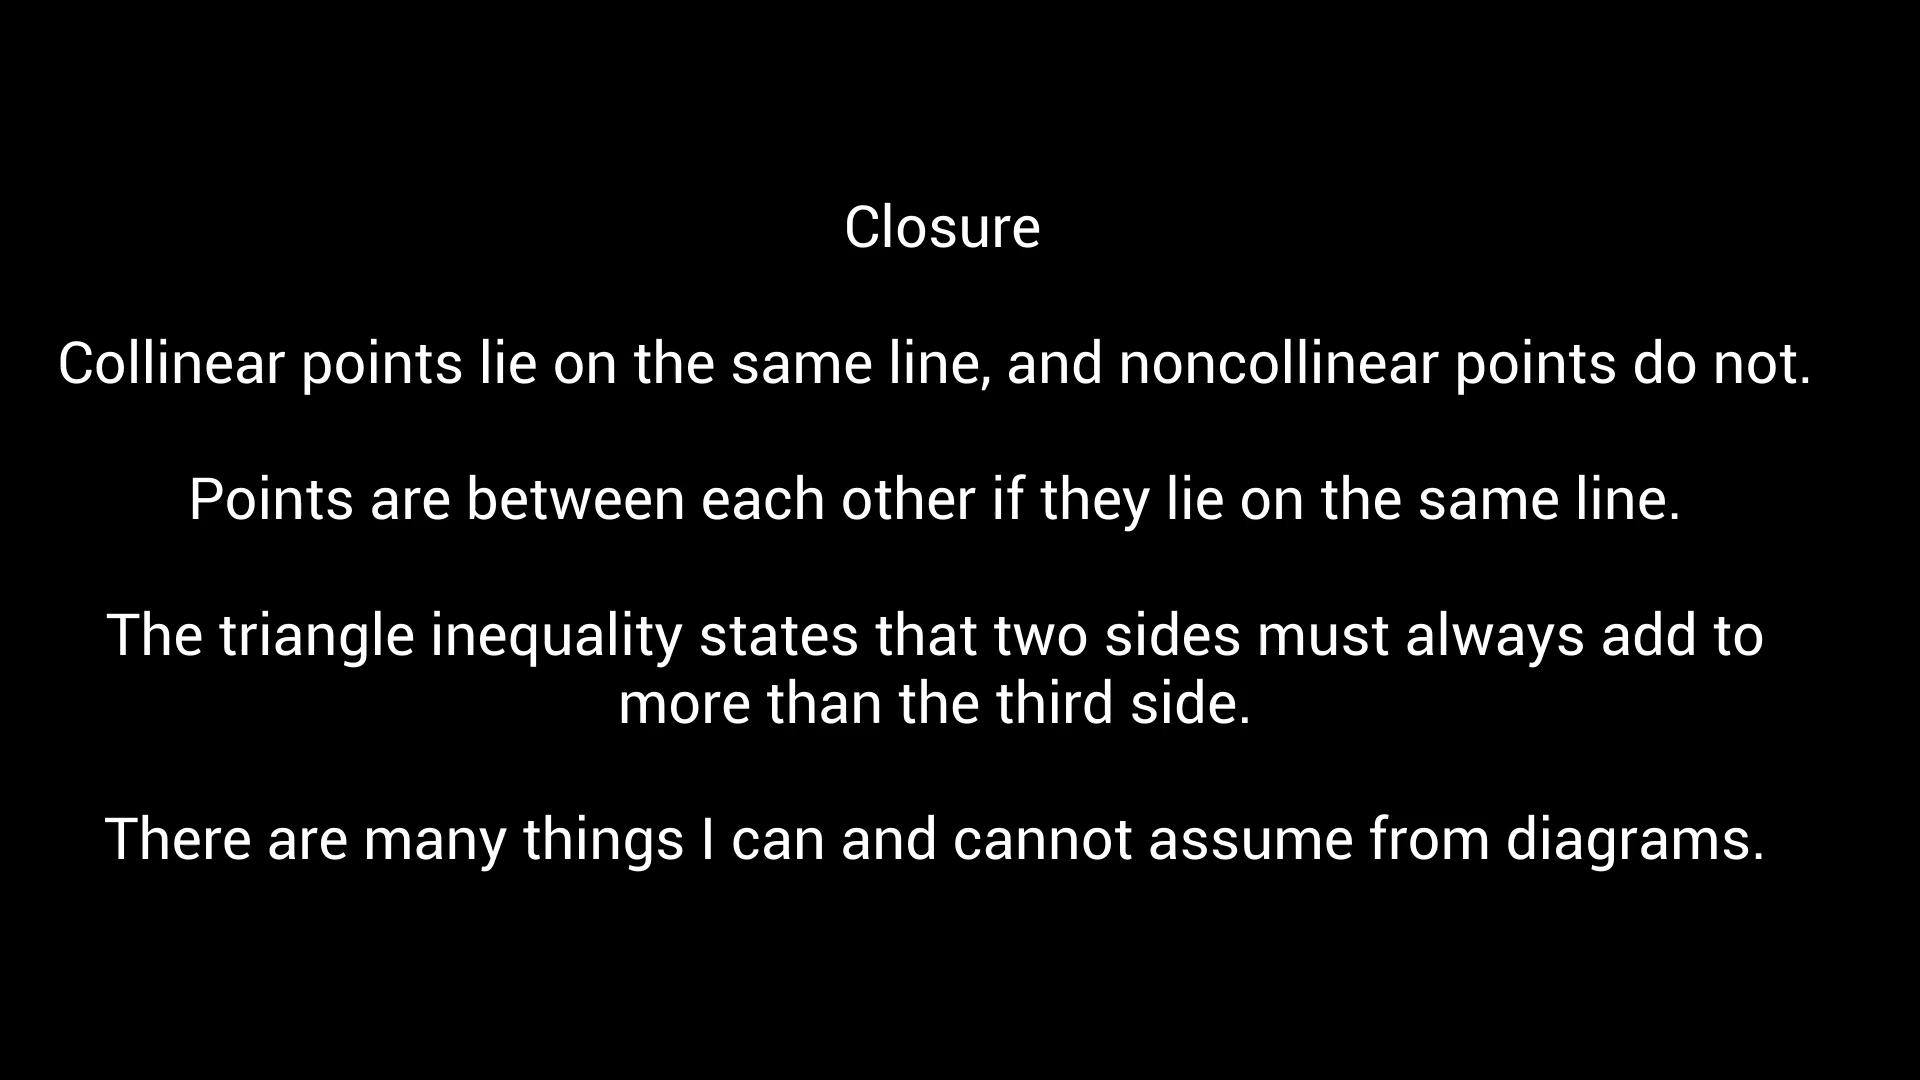 Closure
Collinear points lie on the same line, and noncollinear points do not.
Points are between each other if they lie on the same line.
The triangle inequality states that two sides must always add to
more than the third side.
There are many things I can and cannot assume from diagrams.